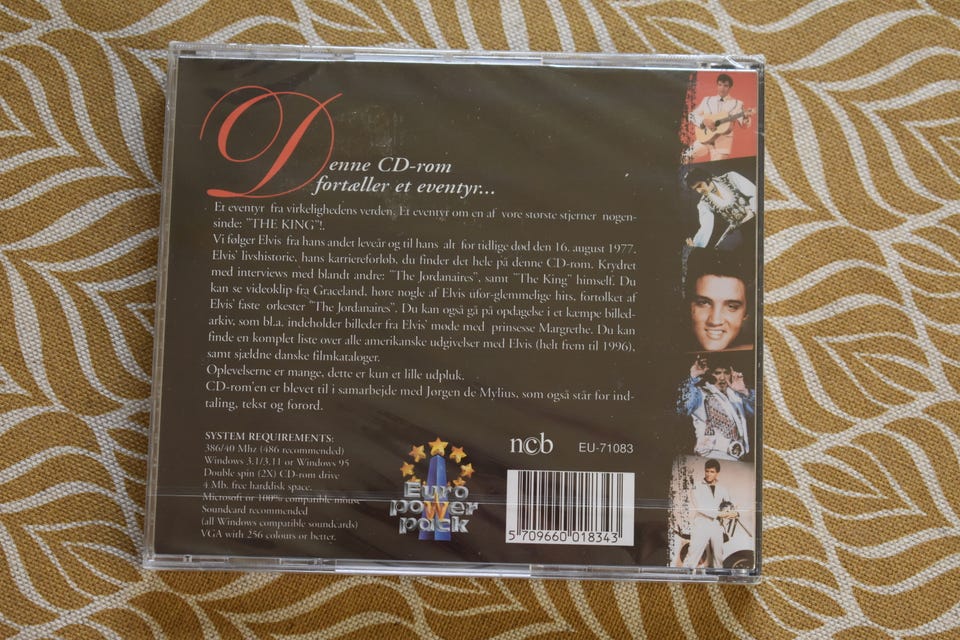 Denne CD-rom
fortæller et eventyr...
Et eventyr fra virkelighedens verden. Et eventyr om en af vore største stjerner nogen-
sinde: "THE KING"!.
Vi følger Elvis fra hans andet leveår og til hans alt for tidlige død den 16. august 1977.
Elvis' livshistorie, hans karriereforløb, du finder det hele på denne CD-rom. Krydret
med interviews med blandt andre: "The Jordanaires", samt "The King" himself. Du
kan se videoklip fra Graceland, høre nogle af Elvis ufor-glemmelige hits, fortolket af
Elvis' faste orkester "The Jordanaires". Du kan også gå på opdagelse i et kæmpe billed-
arkiv, som bl.a. indeholder billeder fra Elvis' møde med prinsesse Margrethe. Du kan
finde en komplet liste over alle amerikanske udgivelser med Elvis (helt frem til 1996),
samt sjældne danske filmkataloger.
Oplevelserne er mange, dette er kun et lille udpluk.
CD-rom'en er blevet til i samarbejde med Jørgen de Mylius, som også står for ind-
taling, tekst og forord.
SYSTEM REQUIREMENTS:
386/40 Mhz (486 recommended)
Windows 3.1/3.11 or Windows 95
Double spin (2X) CD-rom drive
4 Mb. free harddisk space.
Microsoft or 100% compatible mouse
Soundcard recommended
(all Windows compatible soundcards)
VGA with 256 colours or better.
Euro
power
pack
ncb
EU-71083
5 709660 018343